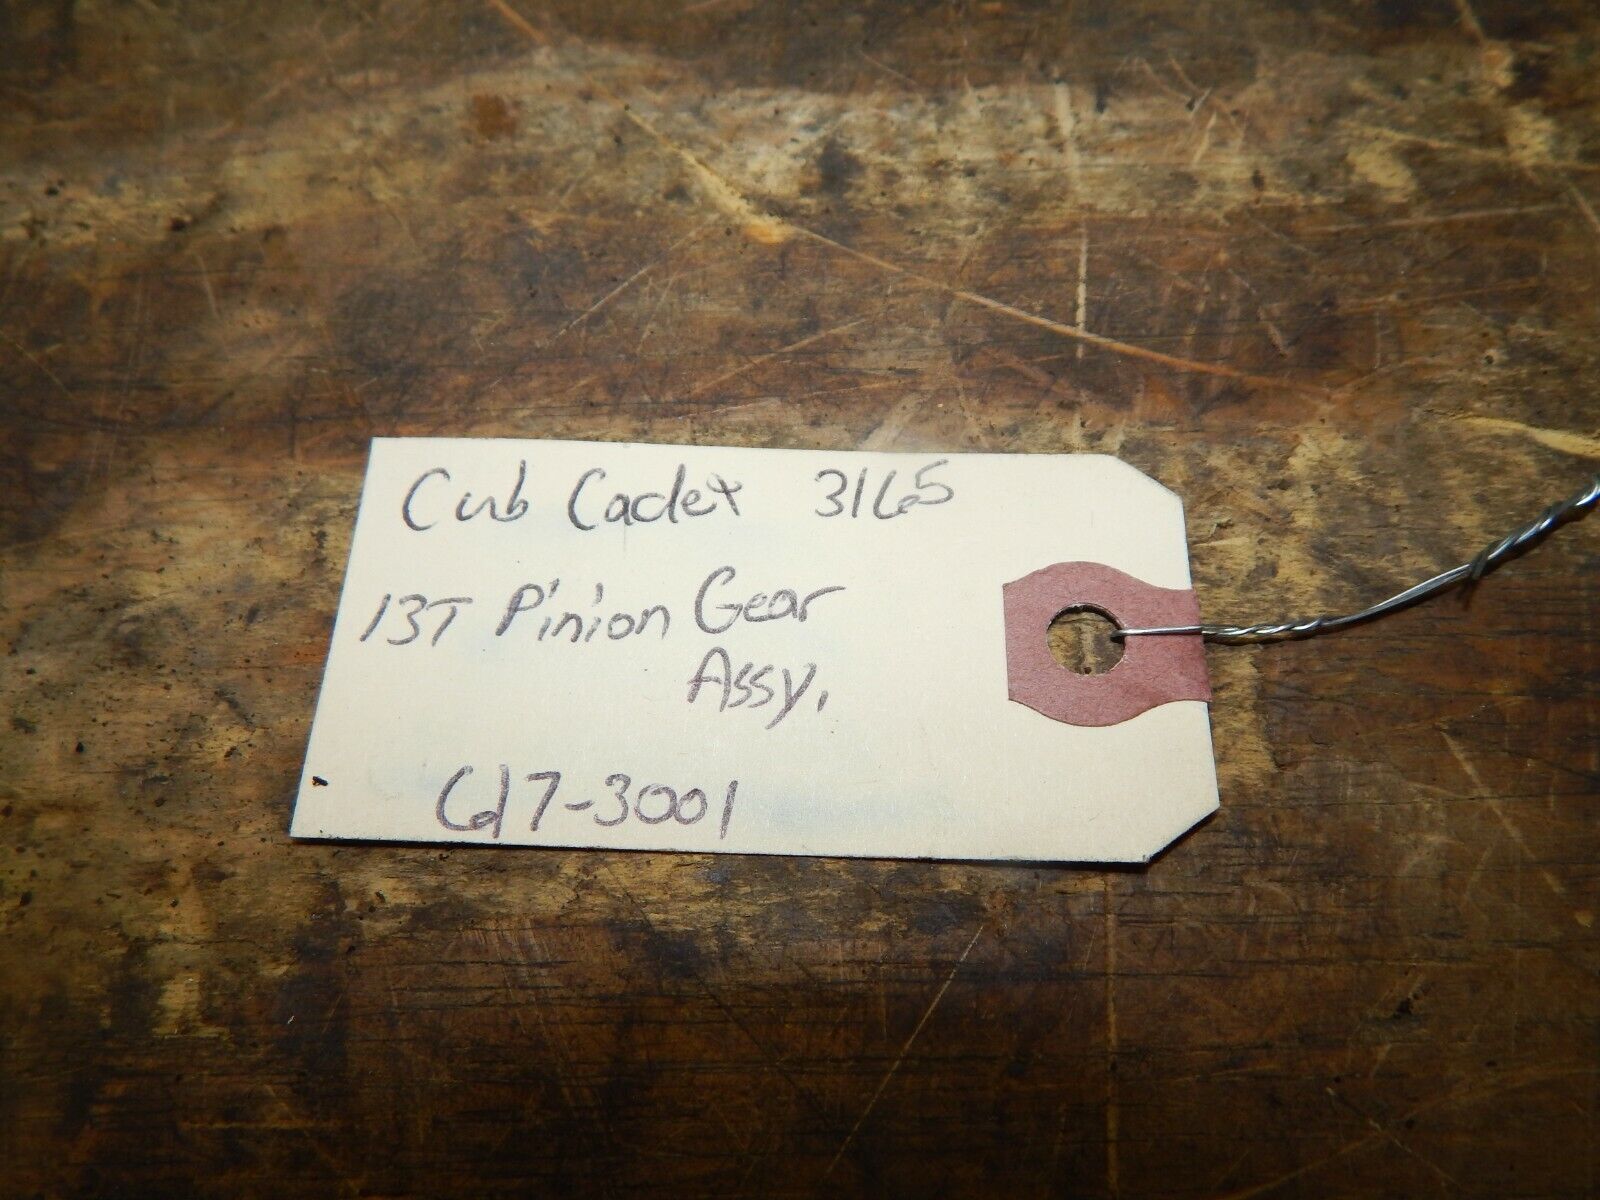 Cub Cadet 3165
13T Pinion Gear
Assy.
617-3001